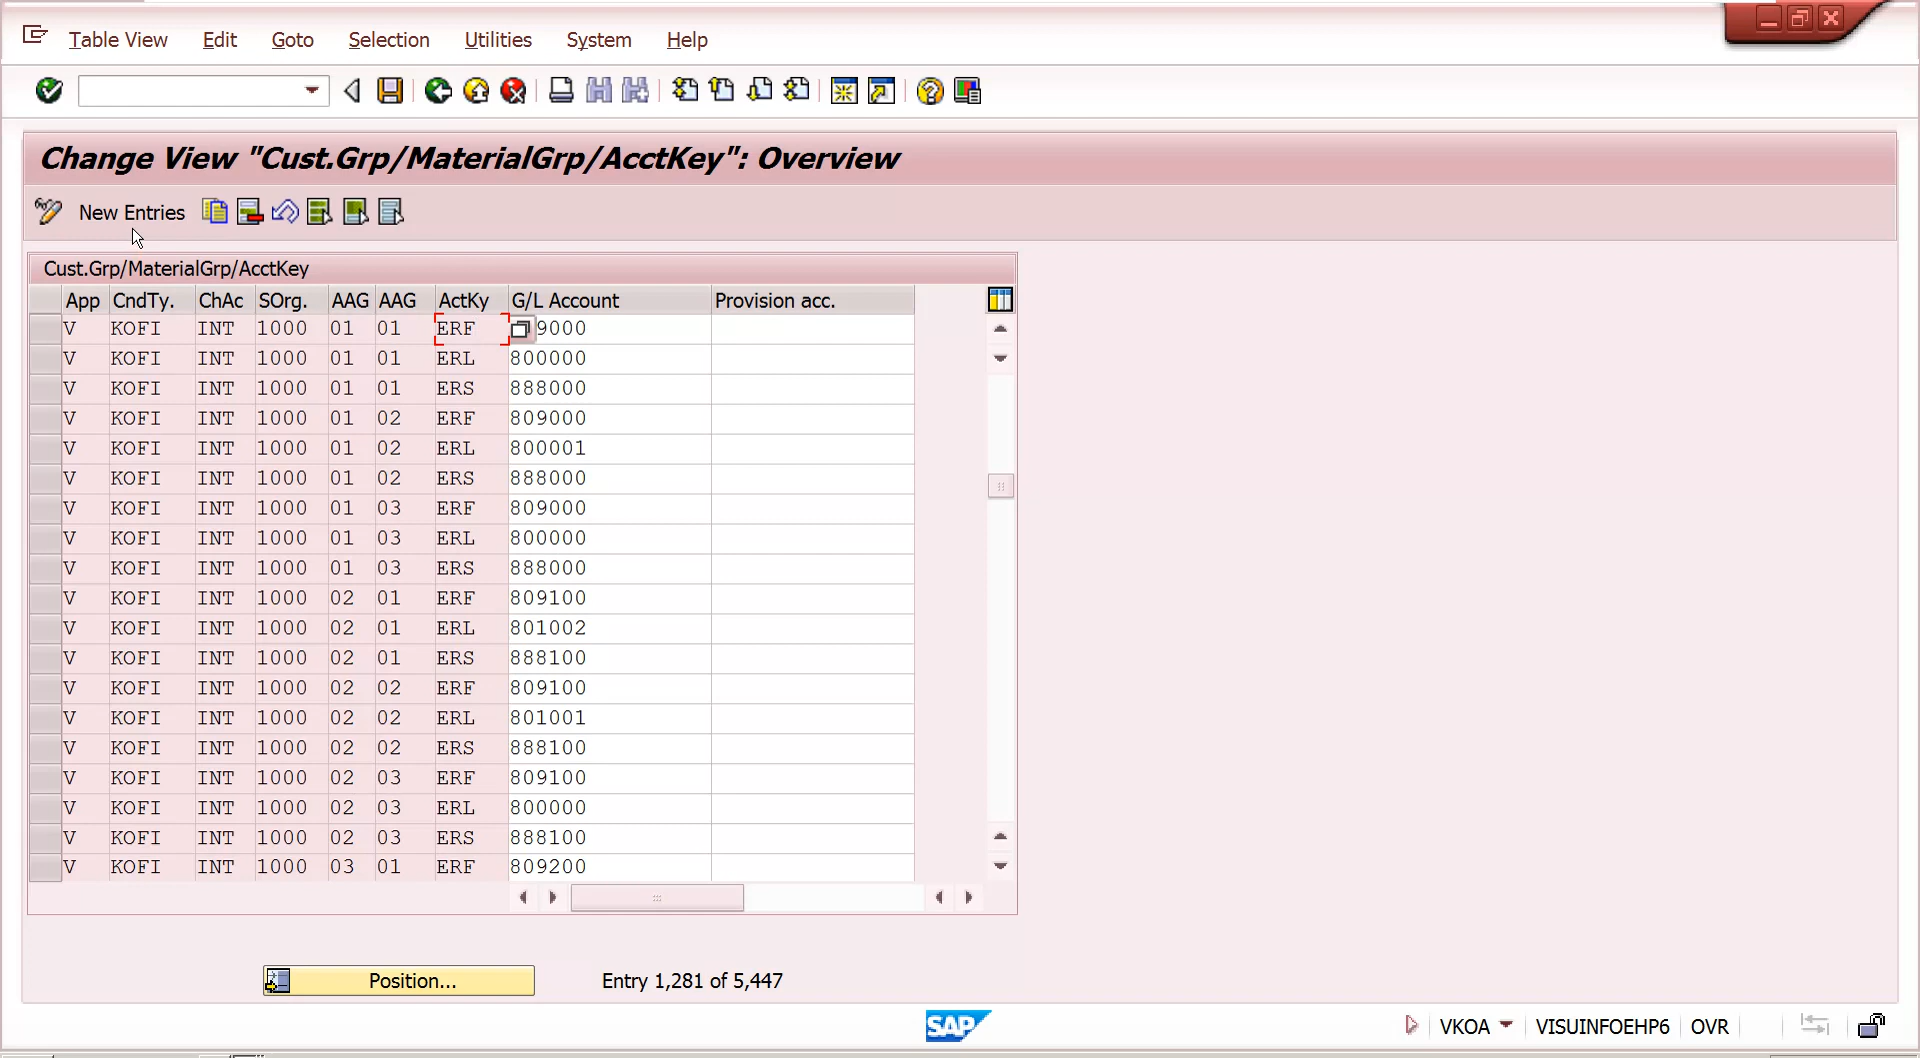 Table View Edit Goto Selection Utilities System Help
Change View "Cust.Grp/MaterialGrp/AcctKey": Overview
New Entries
Cust.Grp/MaterialGrp/AcctKey
App CndTy. ChAc SOrg. AAG AAG ActKy G/L Account Provision acc.
V KOFI INT 1000 01 01 ERF 9000
V KOFI INT 1000 01 01 ERL 800000
V KOFI INT 1000 01 01 ERS 888000
V KOFI INT 1000 01 02 ERF 809000
V KOFI INT 1000 01 02 ERL 800001
V KOFI INT 1000 01 02 ERS 888000
V KOFI INT 1000 01 03 ERF 809000
V KOFI INT 1000 01 03 ERL 800000
V KOFI INT 1000 01 03 ERS 888000
V KOFI INT 1000 02 01 ERF 809100
V KOFI INT 1000 02 01 ERL 801002
V KOFI INT 1000 02 01 ERS 888100
V KOFI INT 1000 02 02 ERF 809100
V KOFI INT 1000 02 02 ERL 801001
V KOFI INT 1000 02 02 ERS 888100
V KOFI INT 1000 02 03 ERF 809100
V KOFI INT 1000 02 03 ERL 800000
V KOFI INT 1000 02 03 ERS 888100
V KOFI INT 1000 03 01 ERF 809200
Position... Entry 1,281 of 5,447
SAP VKOA VISUINFOEHP6 OVR